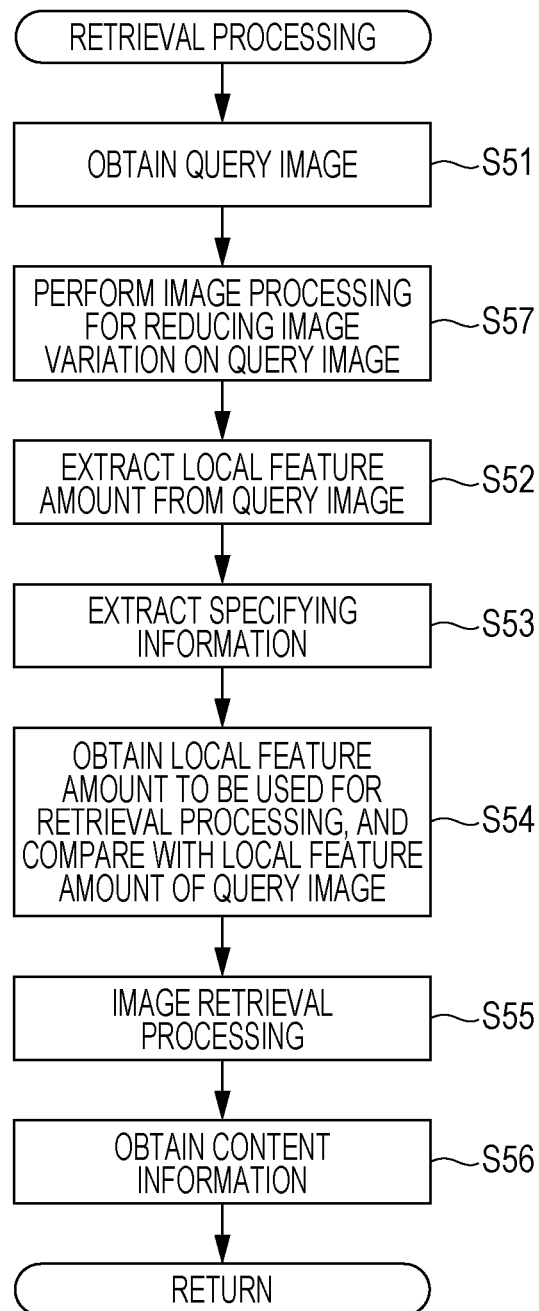 RETRIEVAL PROCESSING
OBTAIN QUERY IMAGE
S51
PERFORM IMAGE PROCESSING
FOR REDUCING IMAGE
VARIATION ON QUERY IMAGE
S57
EXTRACT LOCAL FEATURE
AMOUNT FROM QUERY IMAGE
S52
EXTRACT SPECIFYING
INFORMATION
S53
OBTAIN LOCAL FEATURE
AMOUNT TO BE USED FOR
RETRIEVAL PROCESSING, AND
COMPARE WITH LOCAL FEATURE
AMOUNT OF QUERY IMAGE
S54
IMAGE RETRIEVAL
PROCESSING
S55
OBTAIN CONTENT
INFORMATION
S56
RETURN